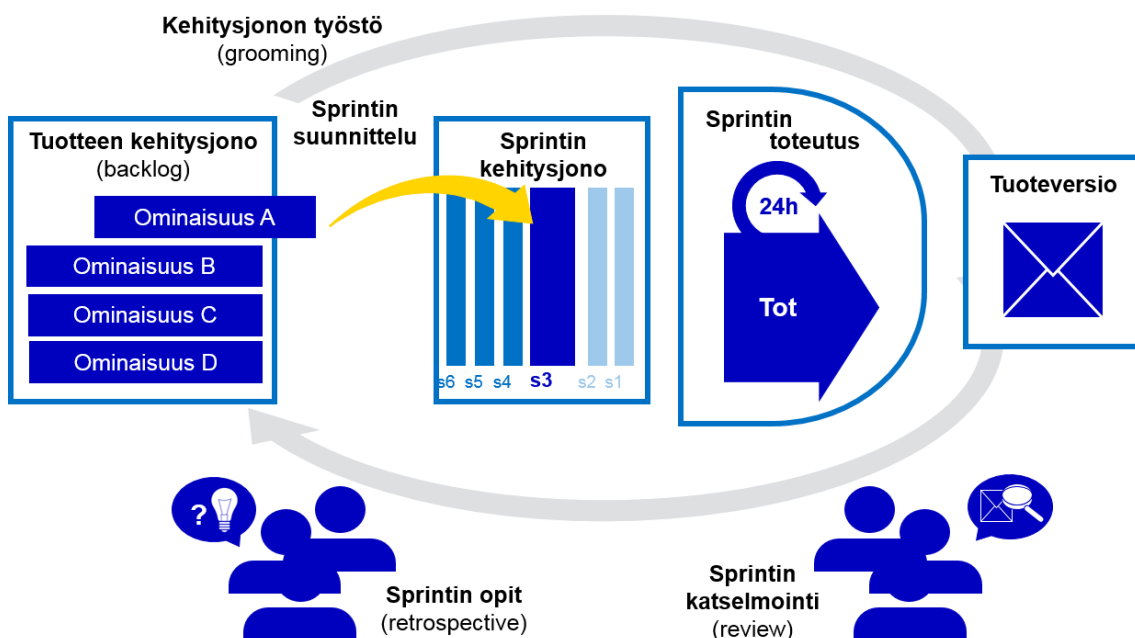 Kehitysjonon työstö
(grooming)
Sprintin
suunnittelu
Tuotteen kehitysjono
(backlog)
Ominaisuus A
Ominaisuus B
Ominaisuus C
Ominaisuus D
Sprintin
kehitysjono
s6 s5 s4 s3 s2 s1
Sprintin
toteutus
24h
Tot
Tuoteversio
?
Sprintin opit
(retrospective)
Sprintin
katselmointi
(review)